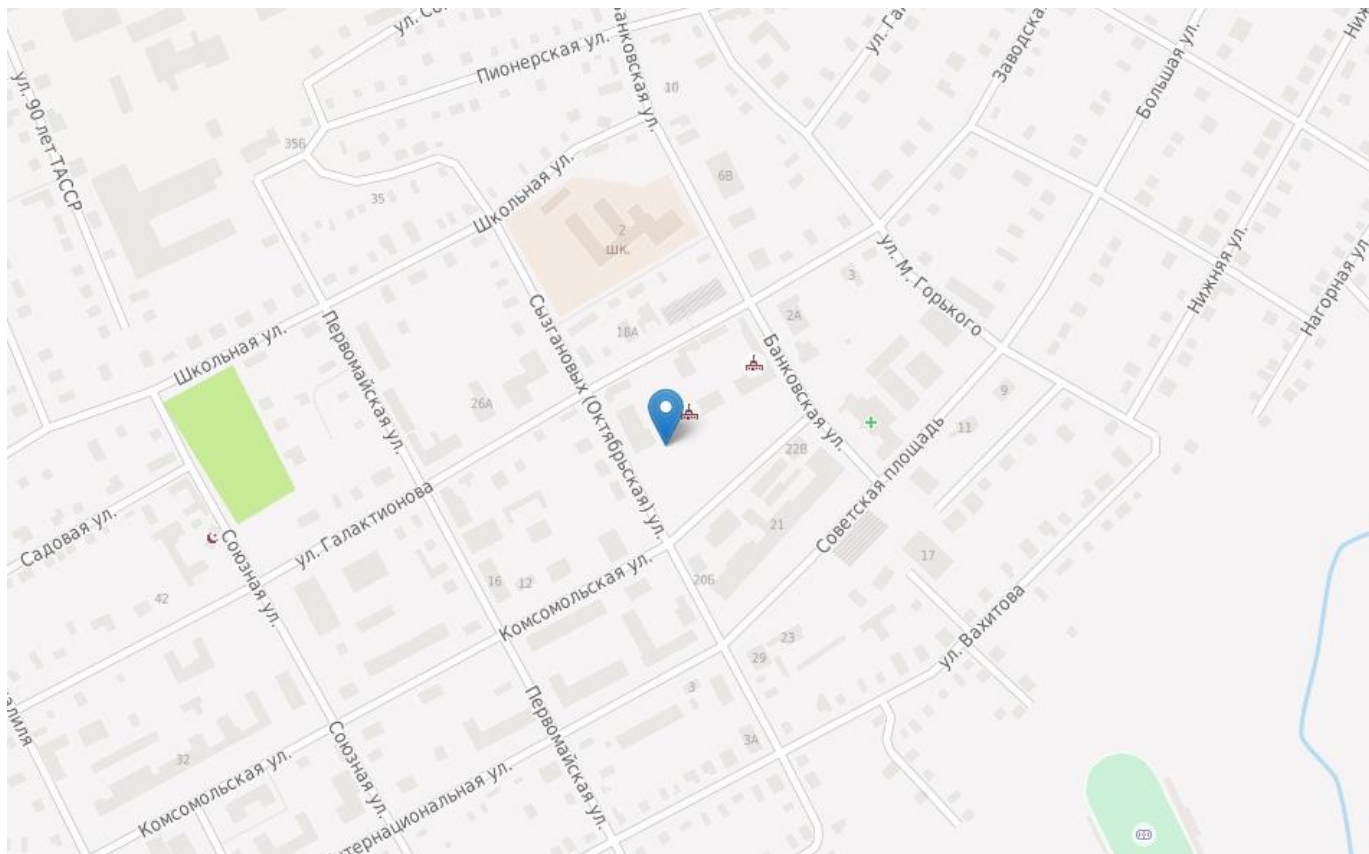 ул. Со
Банковская ул.
ул. Га
Заводска
Большая ул.
Ниж
ул. 90 лет ТАССР
Пионерская ул.
10
35Б
6В
35
Школьная ул.
2
шк.
ул. М. Горького
3
Нижняя ул.
Нагорная ул
Школьная ул.
Первомайская ул.
Сызгановых (Октябрьская) ул.
18А
2А
Банковская ул.
26А
9
11
22В
Советская площадь
Садовая ул.
ул. Галактионова
21
Союзная ул.
16
12
Комсомольская ул.
20Б
17
42
ул. Вахитова
23
29
3
алиля
Первомайская ул.
Союзная ул.
3А
32
Комсомольская ул.
тернациональная ул.